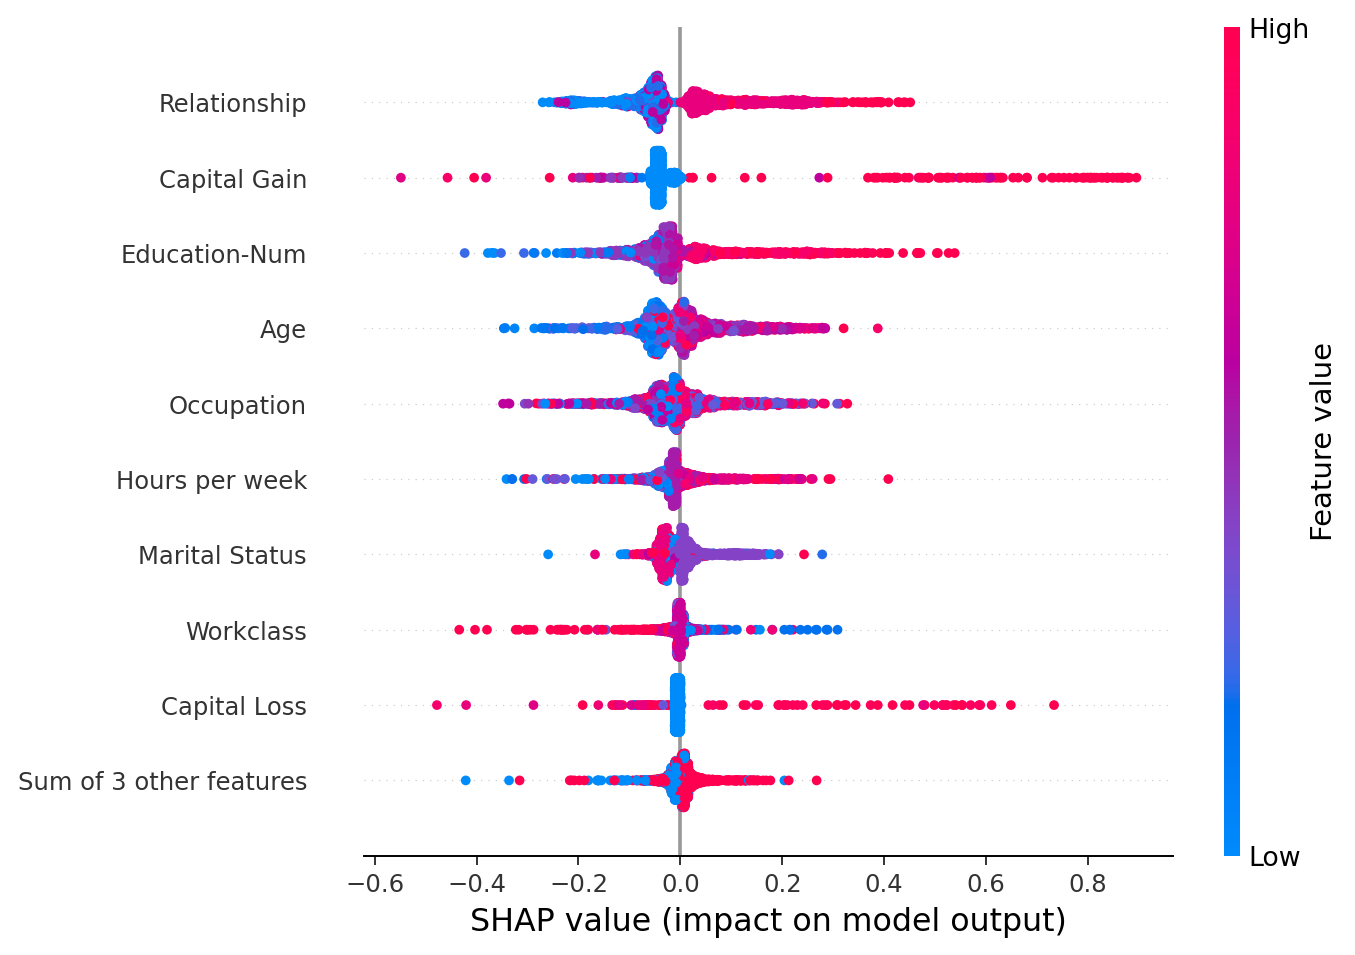 High
Relationship
Capital Gain
Education-Num
Age
Occupation
Hours per week
Marital Status
Workclass
Capital Loss
Sum of 3 other features
Feature value
Low
−0.6 −0.4 −0.2 0.0 0.2 0.4 0.6 0.8
SHAP value (impact on model output)